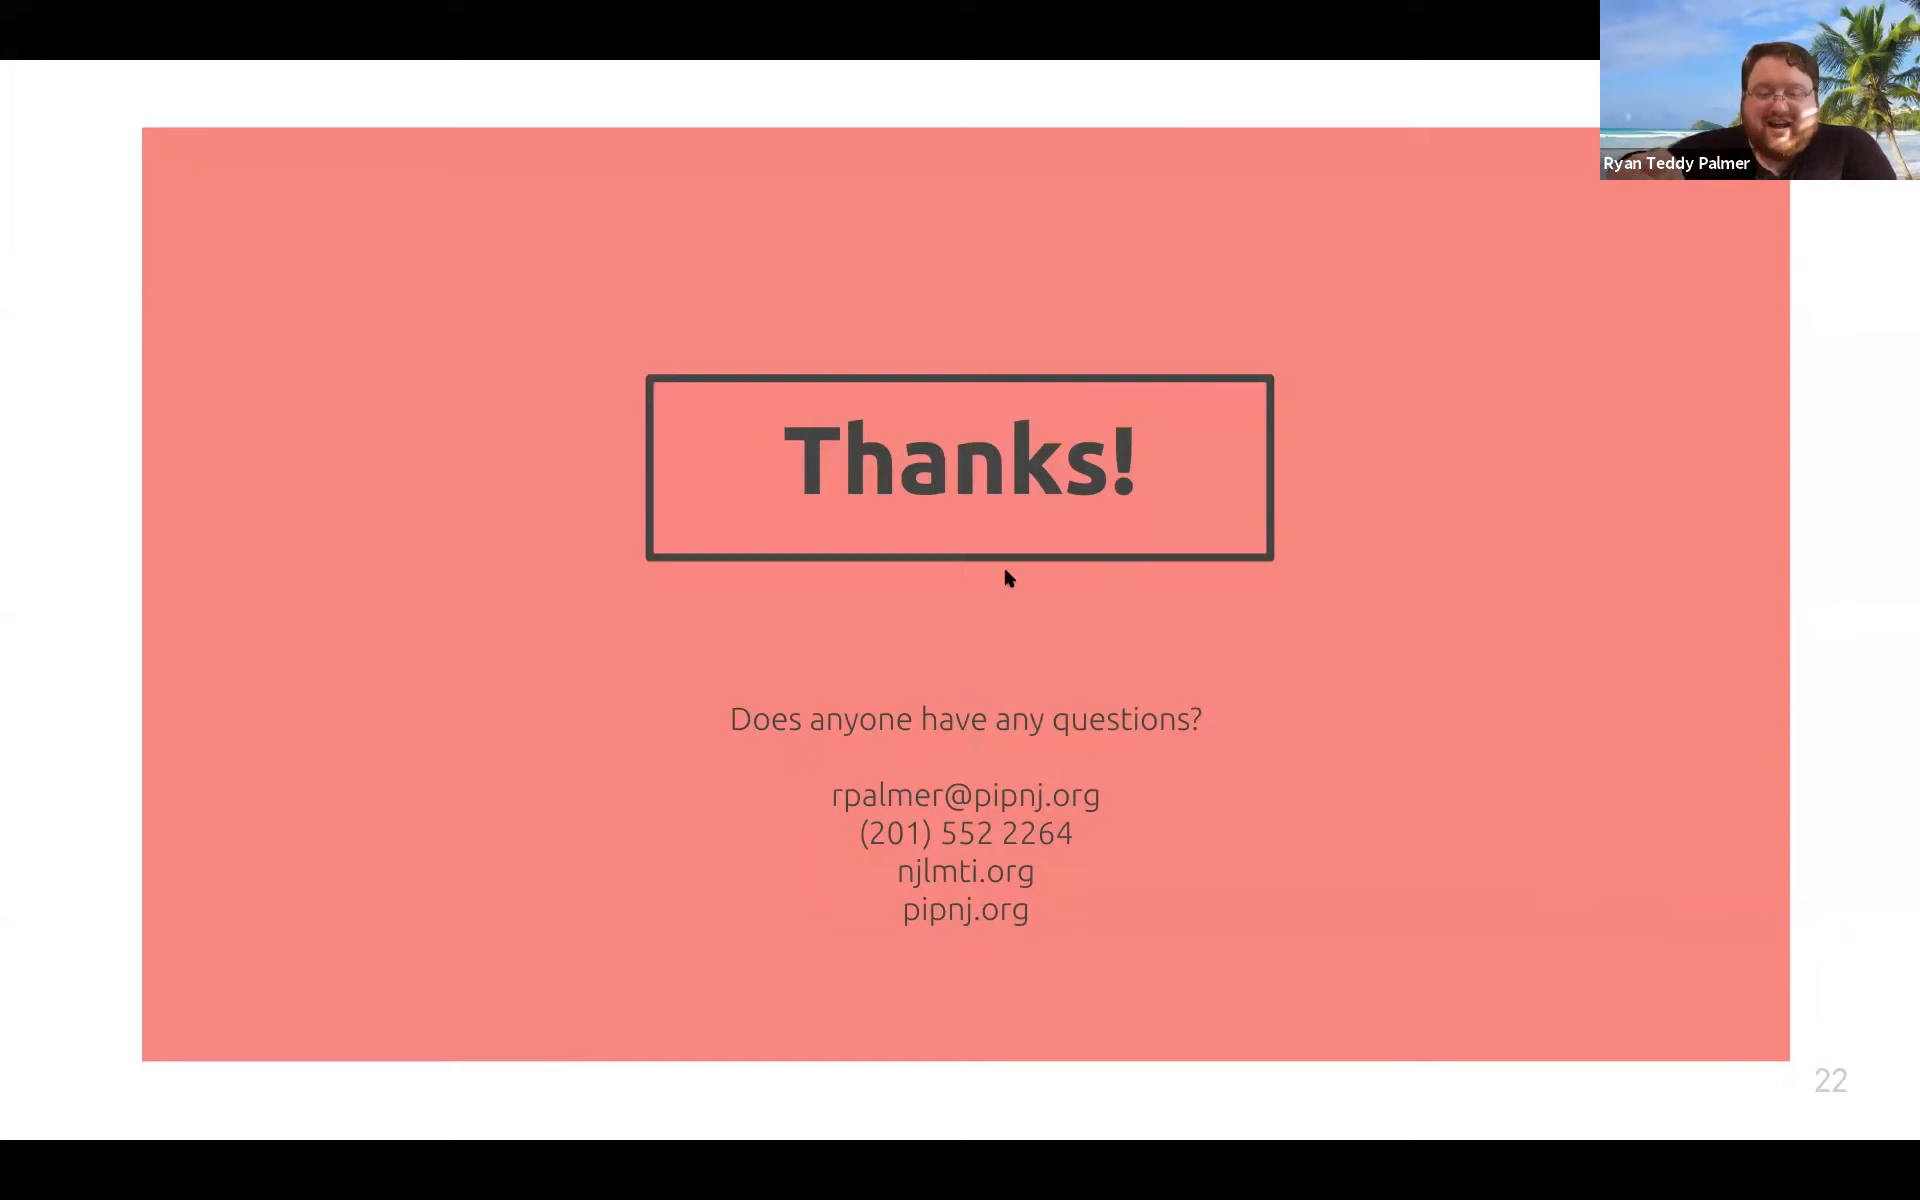 Ryan Teddy Palmer
Thanks!
Does anyone have any questions?
rpalmer@pipnj.org
(201) 552 2264
njlmti.org
pipnj.org
22